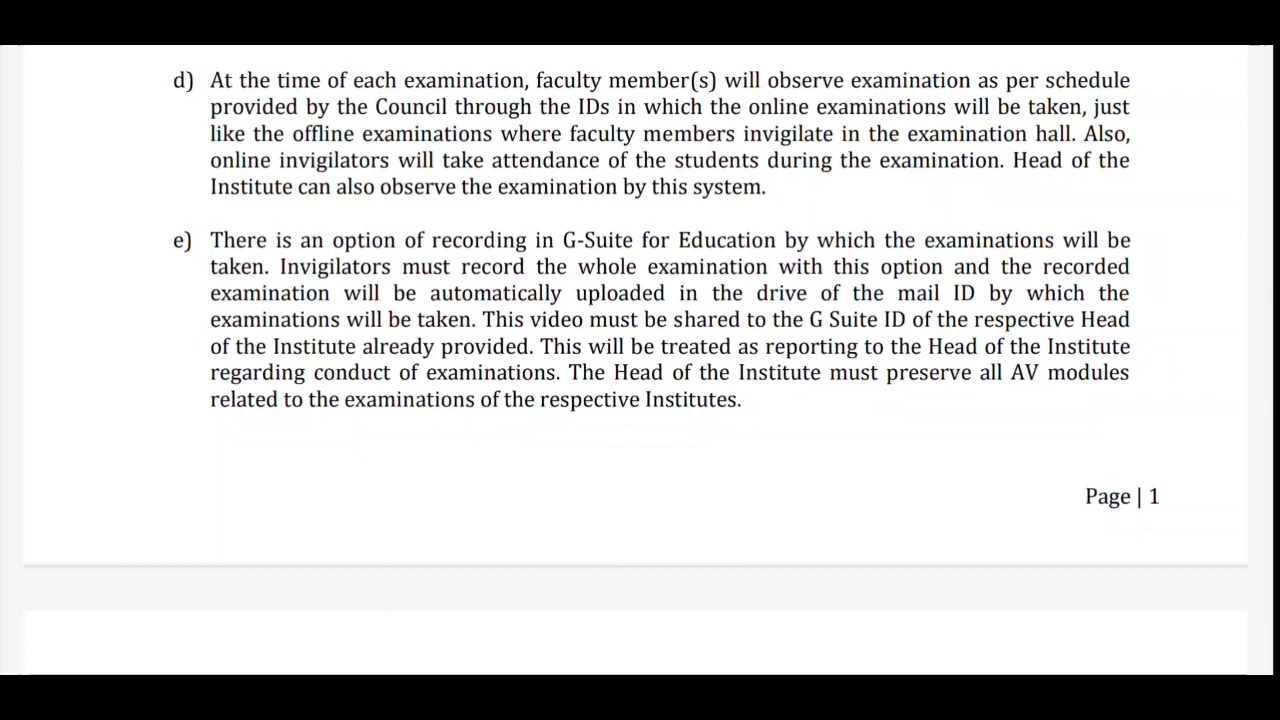 d) At the time of each examination, faculty member(s) will observe examination as per schedule
provided by the Council through the IDs in which the online examinations will be taken, just
like the offline examinations where faculty members invigilate in the examination hall. Also,
online invigilators will take attendance of the students during the examination. Head of the
Institute can also observe the examination by this system.
e) There is an option of recording in G-Suite for Education by which the examinations will be
taken. Invigilators must record the whole examination with this option and the recorded
examination will be automatically uploaded in the drive of the mail ID by which the
examinations will be taken. This video must be shared to the G Suite ID of the respective Head
of the Institute already provided. This will be treated as reporting to the Head of the Institute
regarding conduct of examinations. The Head of the Institute must preserve all AV modules
related to the examinations of the respective Institutes.
Page | 1